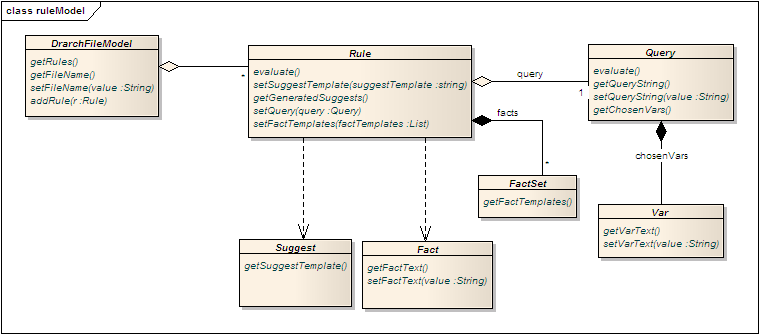 class ruleModel
DrarchFileModel
getRules()
getFileName()
setFileName(value :String)
addRule(r :Rule)
*
Rule
evaluate()
setSuggestTemplate(suggestTemplate :string)
getGeneratedSuggests()
setQuery(query :Query)
setFactTemplates(factTemplates :List)
query
1
Query
evaluate()
getQueryString()
setQueryString(value :String)
getChosenVars()
facts
*
chosenVars
FactSet
getFactTemplates()
Var
getVarText()
setVarText(value :String)
Suggest
getSuggestTemplate()
Fact
getFactText()
setFactText(value :String)